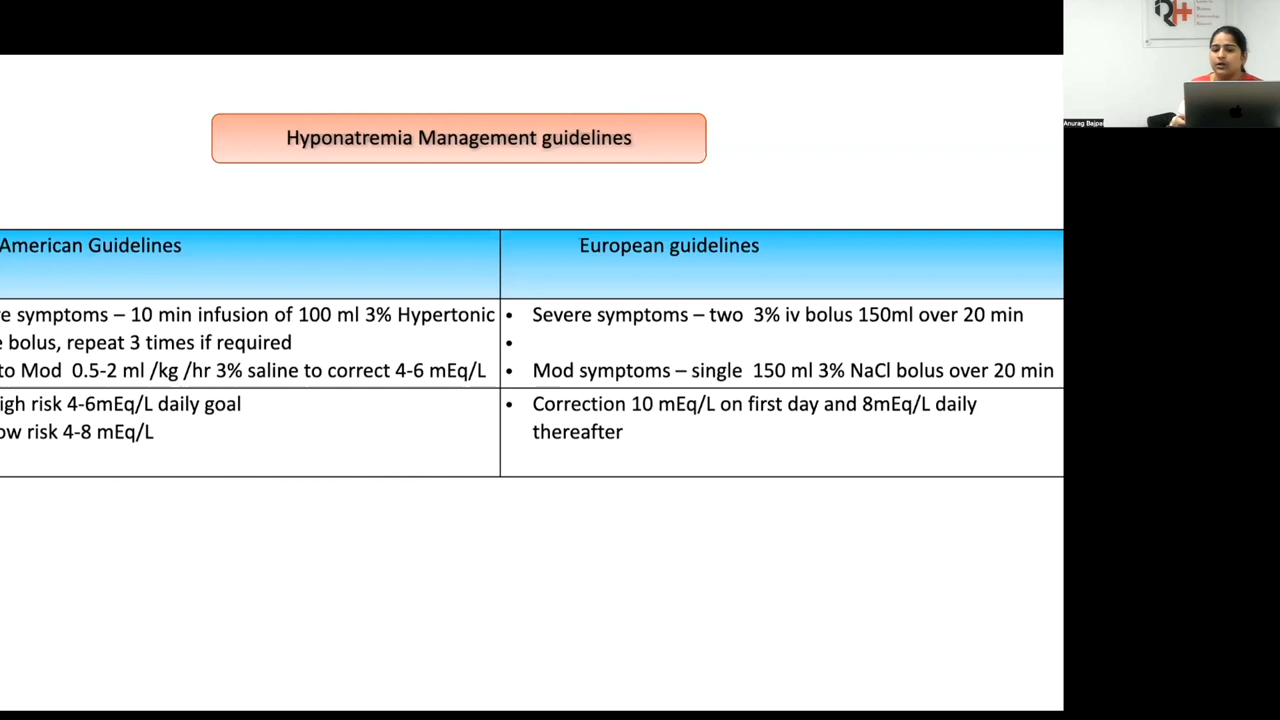 Hyponatremia Management guidelines
American Guidelines
European guidelines
e symptoms – 10 min infusion of 100 ml 3% Hypertonic
e bolus, repeat 3 times if required
to Mod 0.5-2 ml /kg /hr 3% saline to correct 4-6 mEq/L
• Severe symptoms – two 3% iv bolus 150ml over 20 min
•
• Mod symptoms – single 150 ml 3% NaCl bolus over 20 min
igh risk 4-6mEq/L daily goal
ow risk 4-8 mEq/L
• Correction 10 mEq/L on first day and 8mEq/L daily
thereafter
RH+
Anurag Bajpai